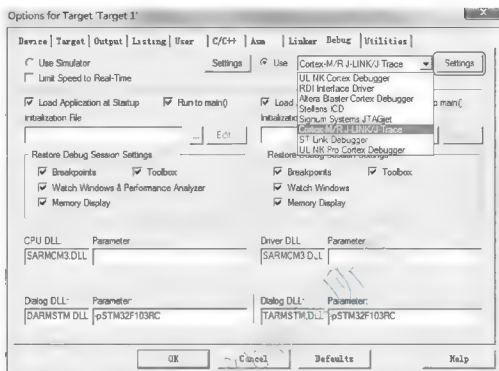 Options for Target 'Target 1'
Device Target Output Listing User C/C++ Asm Linker Debug Utilities
Use Simulator Settings Use Cortex-M/R J-LINK/J Trace Settings
Limit Speed to Real-Time
UL NK Cortex Debugger
RDI Interface Driver
Altera Blaster Cortex Debugger
Stellaris ICD
Signum Systems JTAGjet
Cortex-M/R J-LINK/J Trace
ST Link Debugger
UL NK Pro Cortex Debugger
Load Application at Startup Run to main() Load o main()
Initialization File Initializatio
... Edit
Restore Debug Session Settings Restore Debug Session Settings
Breakpoints Toolbox Breakpoints Toolbox
Watch Windows & Performance Analyzer Watch Windows
Memory Display Memory Display
CPU DLL: Parameter Driver DLL Parameter
SARMCM3.DLL SARMCM3 D.L
Dialog DLL: Parameter: Dialog DLL: Parameter:
DARMSTM DLL -pSTM32F103RC TARMSTM.DLL -pSTM32F103RC
OK Cancel Defaults Help